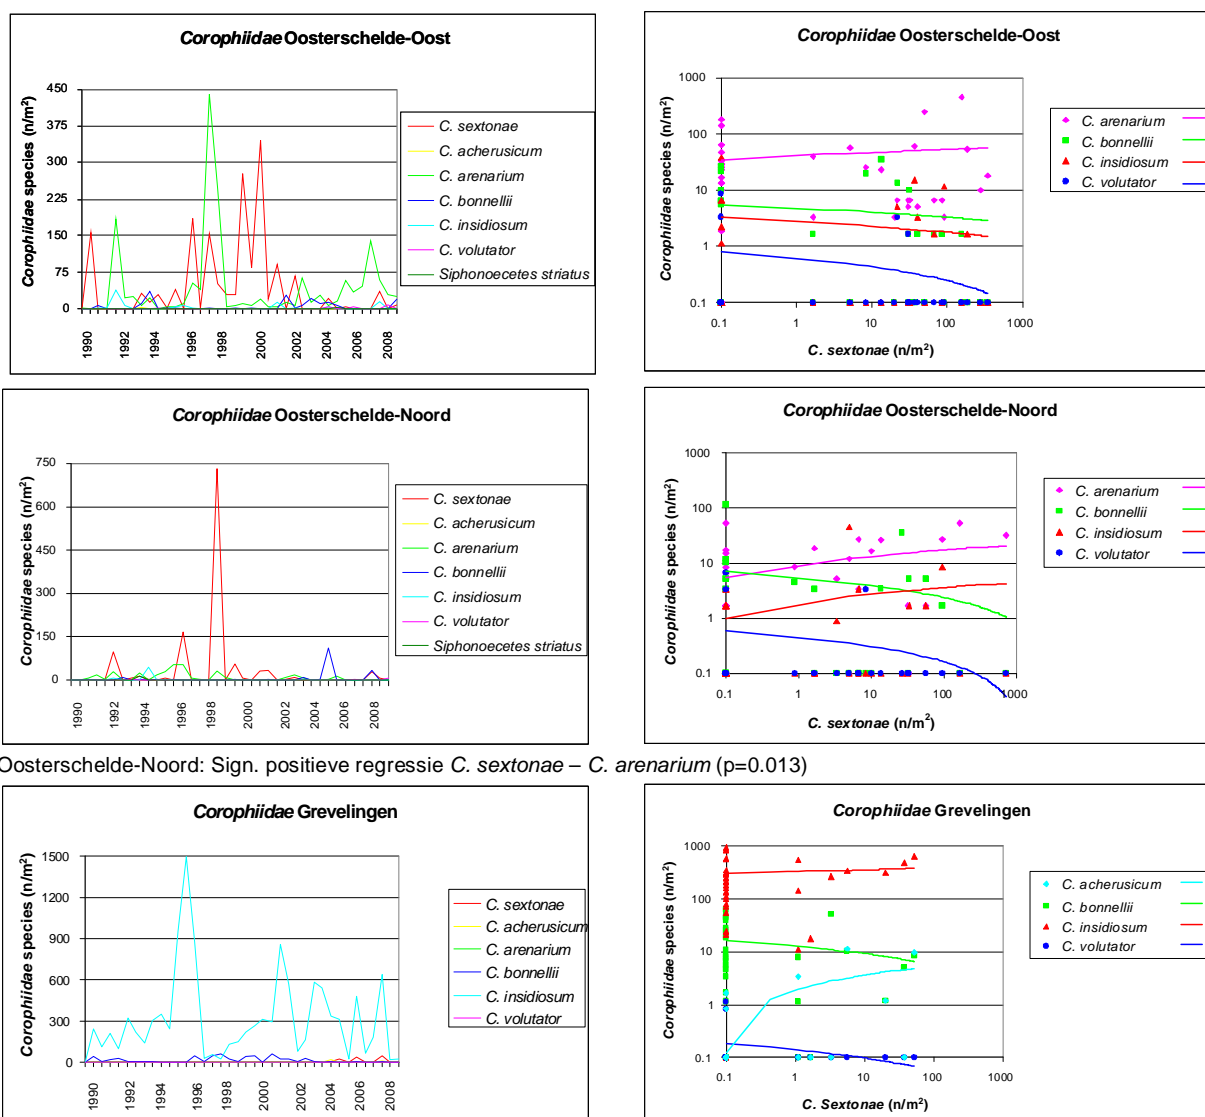 Corophiidae Oosterschelde-Oost
Corophiidae species (n/m²)
450
375
300
225
150
75
0
1990
1992
1994
1996
1998
2000
2002
2004
2006
2008
C. sextonae
C. acherusicum
C. arenarium
C. bonnellii
C. insidiosum
C. volutator
Siphonoecetes striatus
Corophiidae Oosterschelde-Oost
Corophiidae species (n/m²)
1000
100
10
1
0.1
0.1
1
10
100
1000
C. sextonae (n/m²)
C. arenarium
C. bonnellii
C. insidiosum
C. volutator
Corophiidae Oosterschelde-Noord
Corophiidae species (n/m²)
750
600
450
300
150
0
1990
1992
1994
1996
1998
2000
2002
2004
2006
2008
C. sextonae
C. acherusicum
C. arenarium
C. bonnellii
C. insidiosum
C. volutator
Siphonoecetes striatus
Corophiidae Oosterschelde-Noord
Corophiidae species (n/m²)
1000
100
10
1
0.1
0.1
1
10
100
1000
C. sextonae (n/m²)
C. arenarium
C. bonnellii
C. insidiosum
C. volutator
Oosterschelde-Noord: Sign. positieve regressie C. sextonae – C. arenarium (p=0.013)
Corophiidae Grevelingen
Corophiirdae species (n/m²)
1500
1200
900
600
300
0
1990
1992
1994
1996
1998
2000
2002
2004
2006
2008
C. sextonae
C. acherusicum
C. arenarium
C. bonnellii
C. insidiosum
C. volutator
Corophiidae Grevelingen
Corophiidae species (n/m²)
1000
100
10
1
0.1
0.1
1
10
100
1000
C. Sextonae (n/m²)
C. acherusicum
C. bonnellii
C. insidiosum
C. volutator